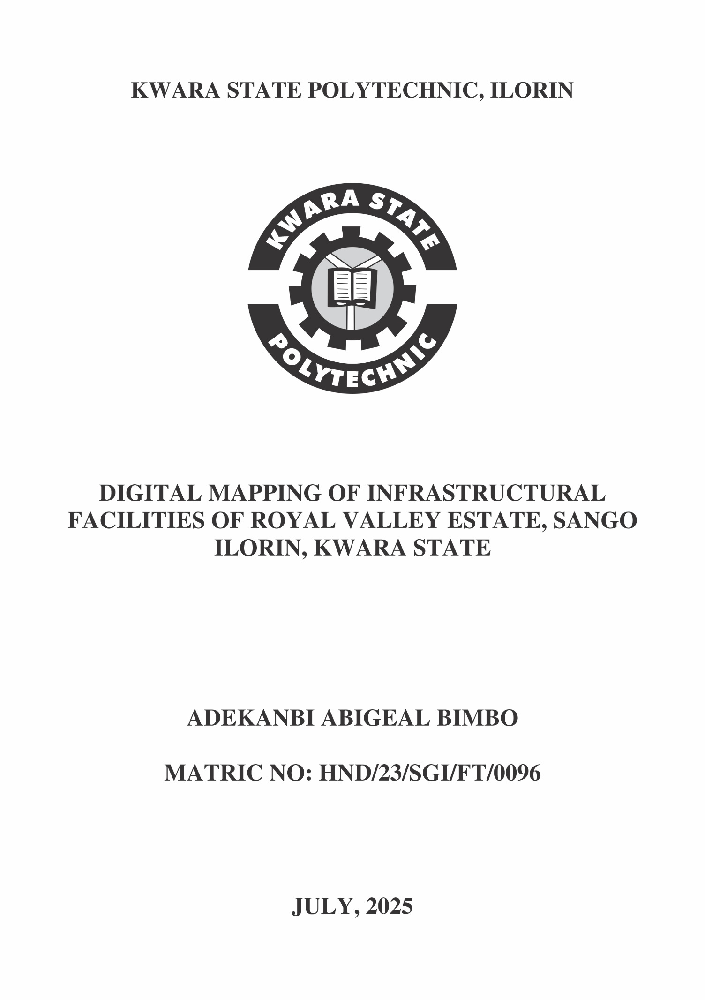 KWARA STATE POLYTECHNIC, ILORIN
KWARA STATE
POLYTECHNIC
DIGITAL MAPPING OF INFRASTRUCTURAL
FACILITIES OF ROYAL VALLEY ESTATE, SANGO
ILORIN, KWARA STATE
ADEKANBI ABIGEAL BIMBO
MATRIC NO: HND/23/SGI/FT/0096
JULY, 2025